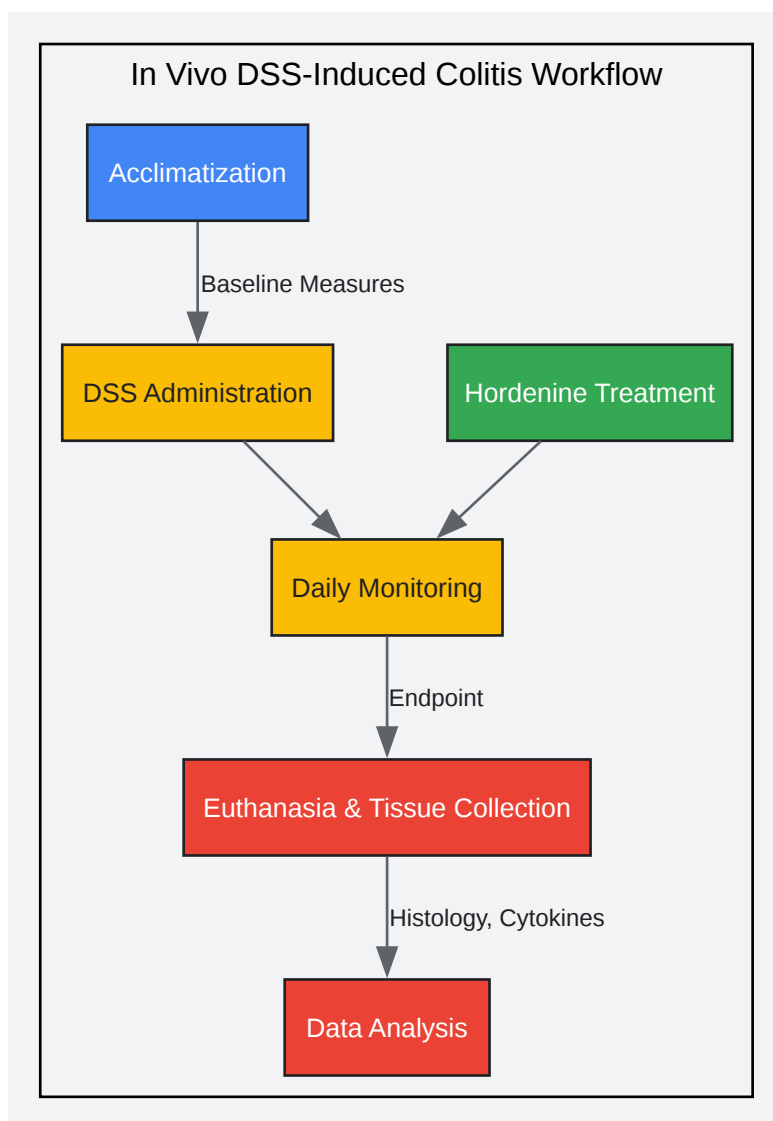 In Vivo DSS-Induced Colitis Workflow
Acclimatization
Baseline Measures
DSS Administration
Hordenine Treatment
Daily Monitoring
Endpoint
Euthanasia & Tissue Collection
Histology, Cytokines
Data Analysis